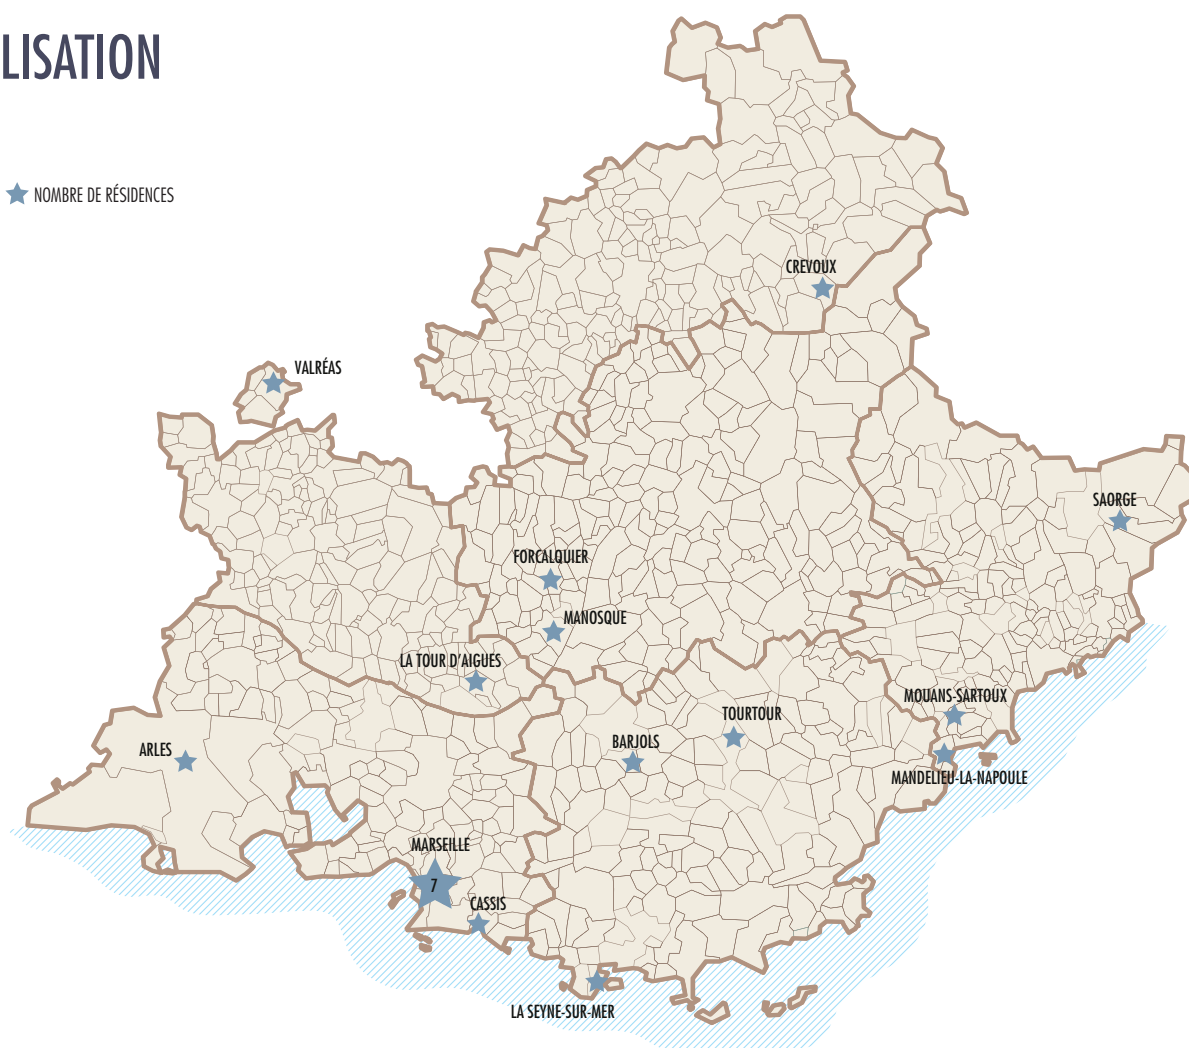 LISATION
NOMBRE DE RÉSIDENCES
CREVOUX
VALRÉAS
SAORGE
FORCALQUIER
MANOSQUE
LA TOUR D'AIGUES
MOUANS-SARTOUX
TOURTOUR
BARJOLS
ARLES
MANDELIEU-LA-NAPOULE
MARSEILLE
7
CASSIS
LA SEYNE-SUR-MER